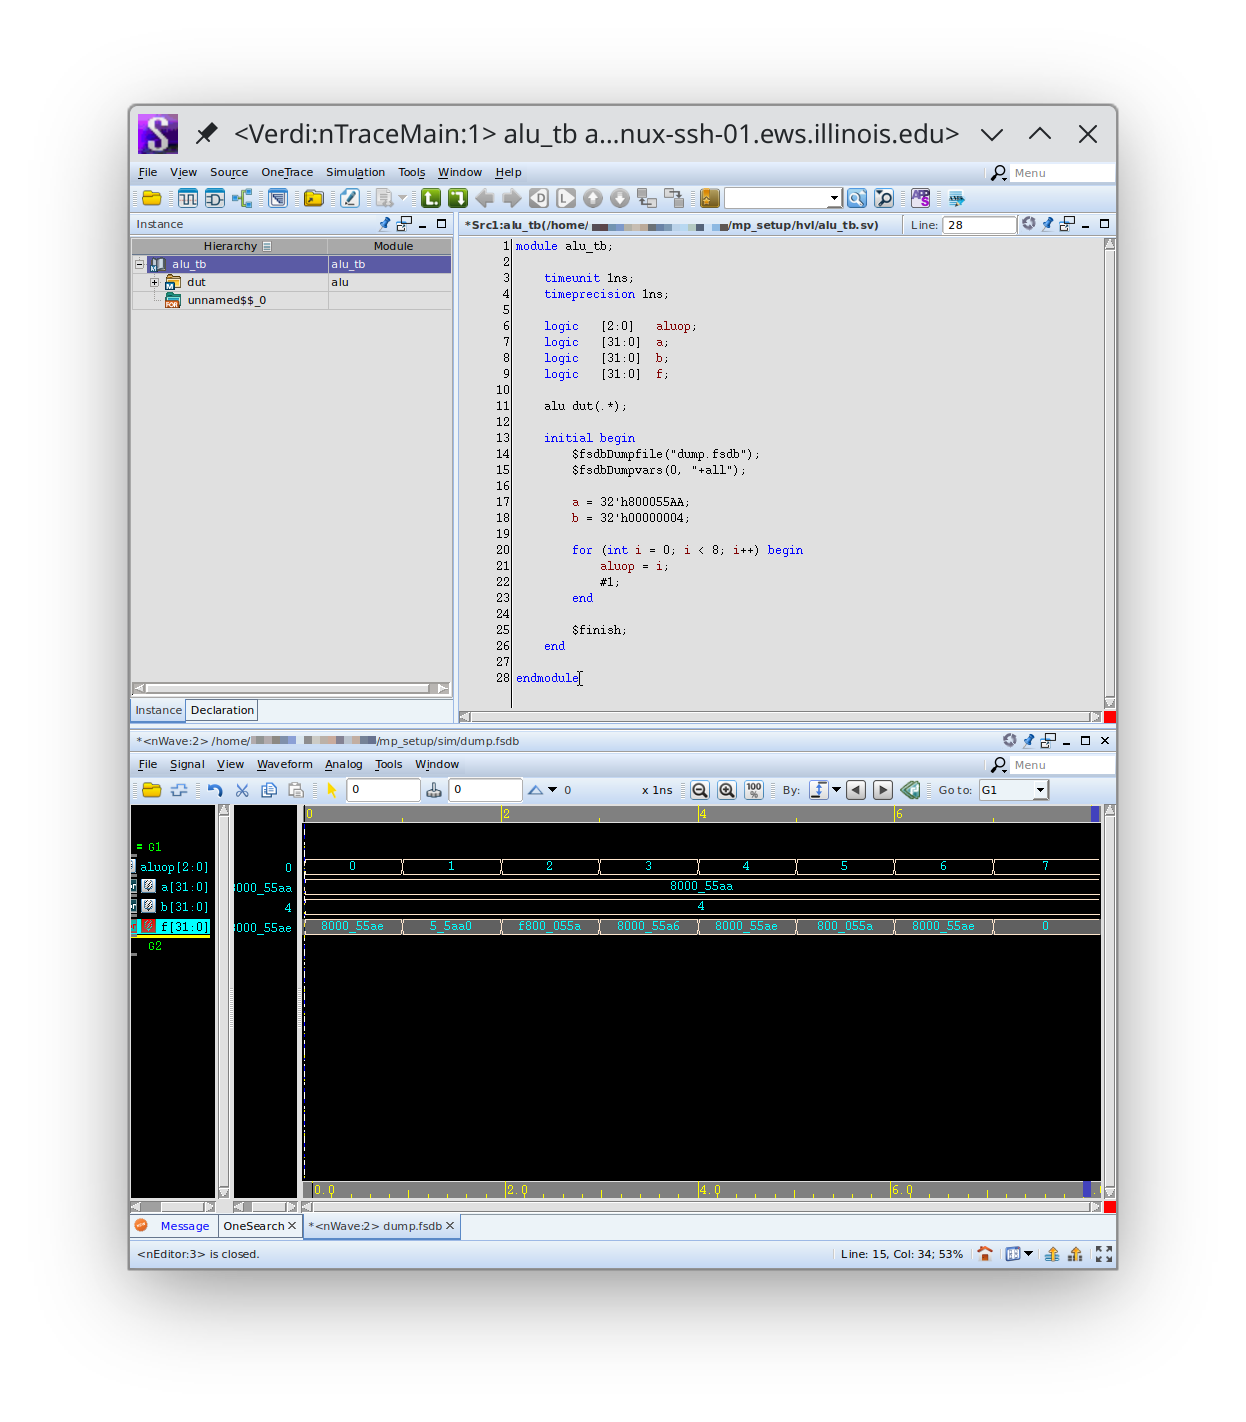 <Verdi:nTraceMain:1> alu_tb a...nux-ssh-01.ews.illinois.edu>
File View Source OneTrace Simulation Tools Window Help Menu
Instance
Hierarchy Module
alu_tb alu_tb
dut alu
unnamed$$_0
Instance Declaration
*Src1:alu_tb(/home/ /mp_setup/hvl/alu_tb.sv) Line: 28
1 module alu_tb;
2
3 timeunit 1ns;
4 timeprecision 1ns;
5
6 logic [2:0] aluop;
7 logic [31:0] a;
8 logic [31:0] b;
9 logic [31:0] f;
10
11 alu dut(.*);
12
13 initial begin
14 $fsdbDumpfile("dump.fsdb");
15 $fsdbDumpvars(0, "+all");
16
17 a = 32'h800055AA;
18 b = 32'h00000004;
19
20 for (int i = 0; i < 8; i++) begin
21 aluop = i;
22 #1;
23 end
24
25 $finish;
26 end
27
28 endmodule
*<nWave:2> /home/ /mp_setup/sim/dump.fsdb
File Signal View Waveform Analog Tools Window Menu
0 0 0 x 1ns 100 % By: Go to: G1
0 2 4 6
= G1
aluop[2:0] 0 0 1 2 3 4 5 6 7
a[31:0] 8000_55aa 8000_55aa
b[31:0] 4 4
f[31:0] 8000_55ae 8000_55ae 5_5aa0 f800_055a 8000_55a6 8000_55ae 800_055a 8000_55ae 0
G2
0.0 2.0 4.0 6.0
Message OneSearch *<nWave:2> dump.fsdb
<nEditor:3> is closed. Line: 15, Col: 34; 53%